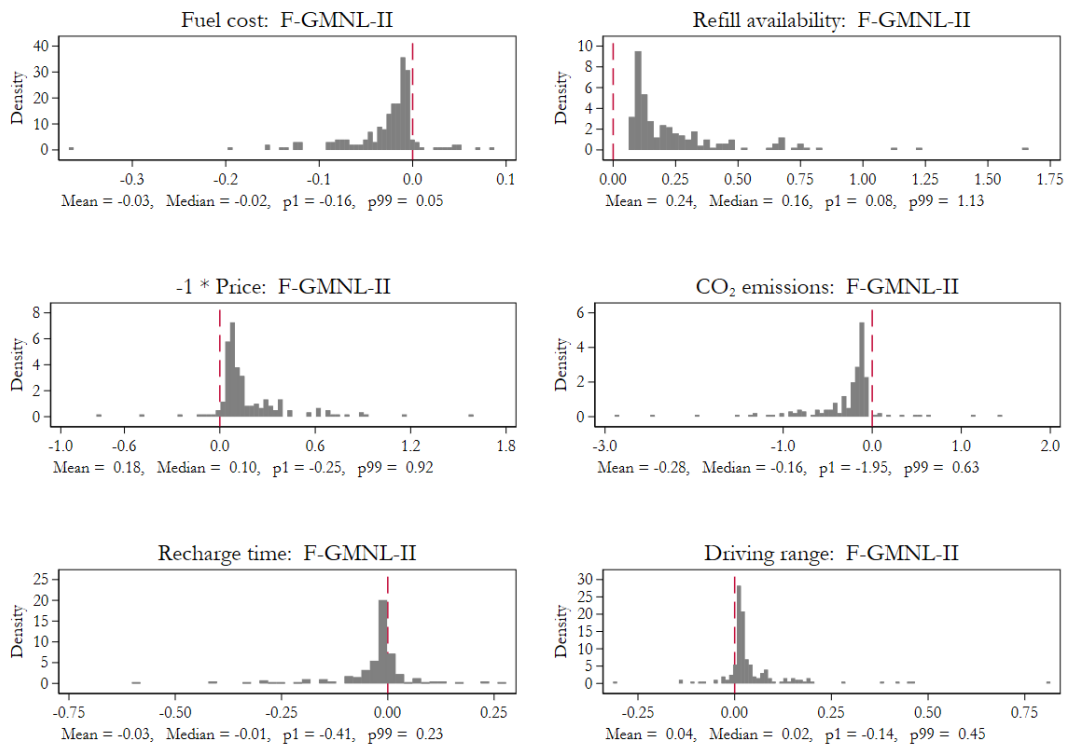 Fuel cost: F-GMNL-II
Density
40
30
20
10
0
-0.3 -0.2 -0.1 0.0 0.1
Mean = -0.03, Median = -0.02, p1 = -0.16, p99 = 0.05
Refill availability: F-GMNL-II
Density
10
8
6
4
2
0
0.00 0.25 0.50 0.75 1.00 1.25 1.50 1.75
Mean = 0.24, Median = 0.16, p1 = 0.08, p99 = 1.13
-1 * Price: F-GMNL-II
Density
8
6
4
2
0
-1.0 -0.6 0.0 0.6 1.2 1.8
Mean = 0.18, Median = 0.10, p1 = -0.25, p99 = 0.92
CO₂ emissions: F-GMNL-II
Density
6
4
2
0
-3.0 -1.0 0.0 1.0 2.0
Mean = -0.28, Median = -0.16, p1 = -1.95, p99 = 0.63
Recharge time: F-GMNL-II
Density
25
20
15
10
5
0
-0.75 -0.50 -0.25 0.00 0.25
Mean = -0.03, Median = -0.01, p1 = -0.41, p99 = 0.23
Driving range: F-GMNL-II
Density
30
25
20
15
10
5
0
-0.25 0.00 0.25 0.50 0.75
Mean = 0.04, Median = 0.02, p1 = -0.14, p99 = 0.45